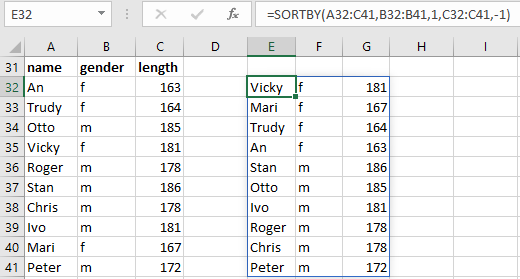 E32 =SORTBY(A32:C41,B32:B41,1,C32:C41,-1)
A B C D E F G H I
31 name gender length
32 An f 163 Vicky f 181
33 Trudy f 164 Mari f 167
34 Otto m 185 Trudy f 164
35 Vicky f 181 An f 163
36 Roger m 178 Stan m 186
37 Stan m 186 Otto m 185
38 Chris m 178 Ivo m 181
39 Ivo m 181 Roger m 178
40 Mari f 167 Chris m 178
41 Peter m 172 Peter m 172